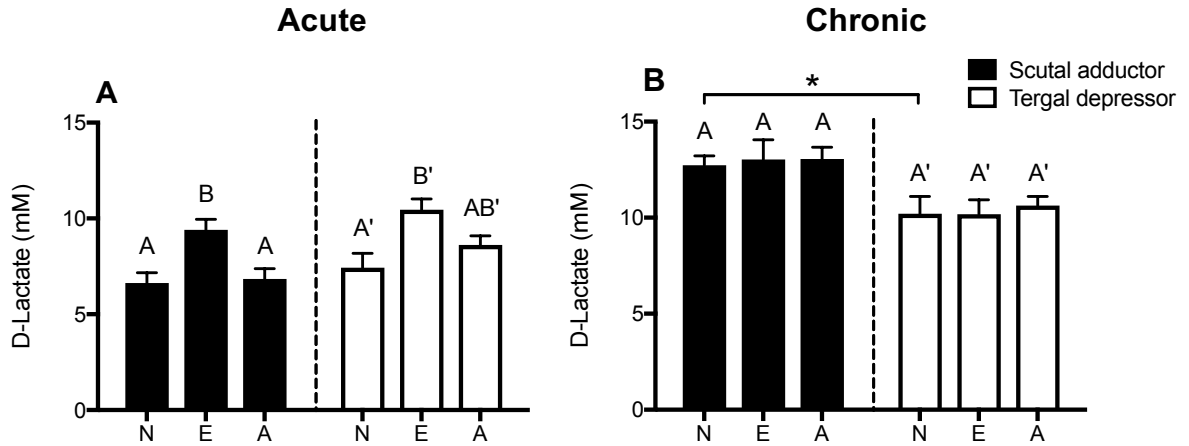 Acute
Chronic
Scutal adductor
Tergal depressor
A
D-Lactate (mM)
15
10
5
0
A
B
A
A'
B'
AB'
N
E
A
N
E
A
B
*
D-Lactate (mM)
15
10
5
0
A
A
A
A'
A'
A'
N
E
A
N
E
A